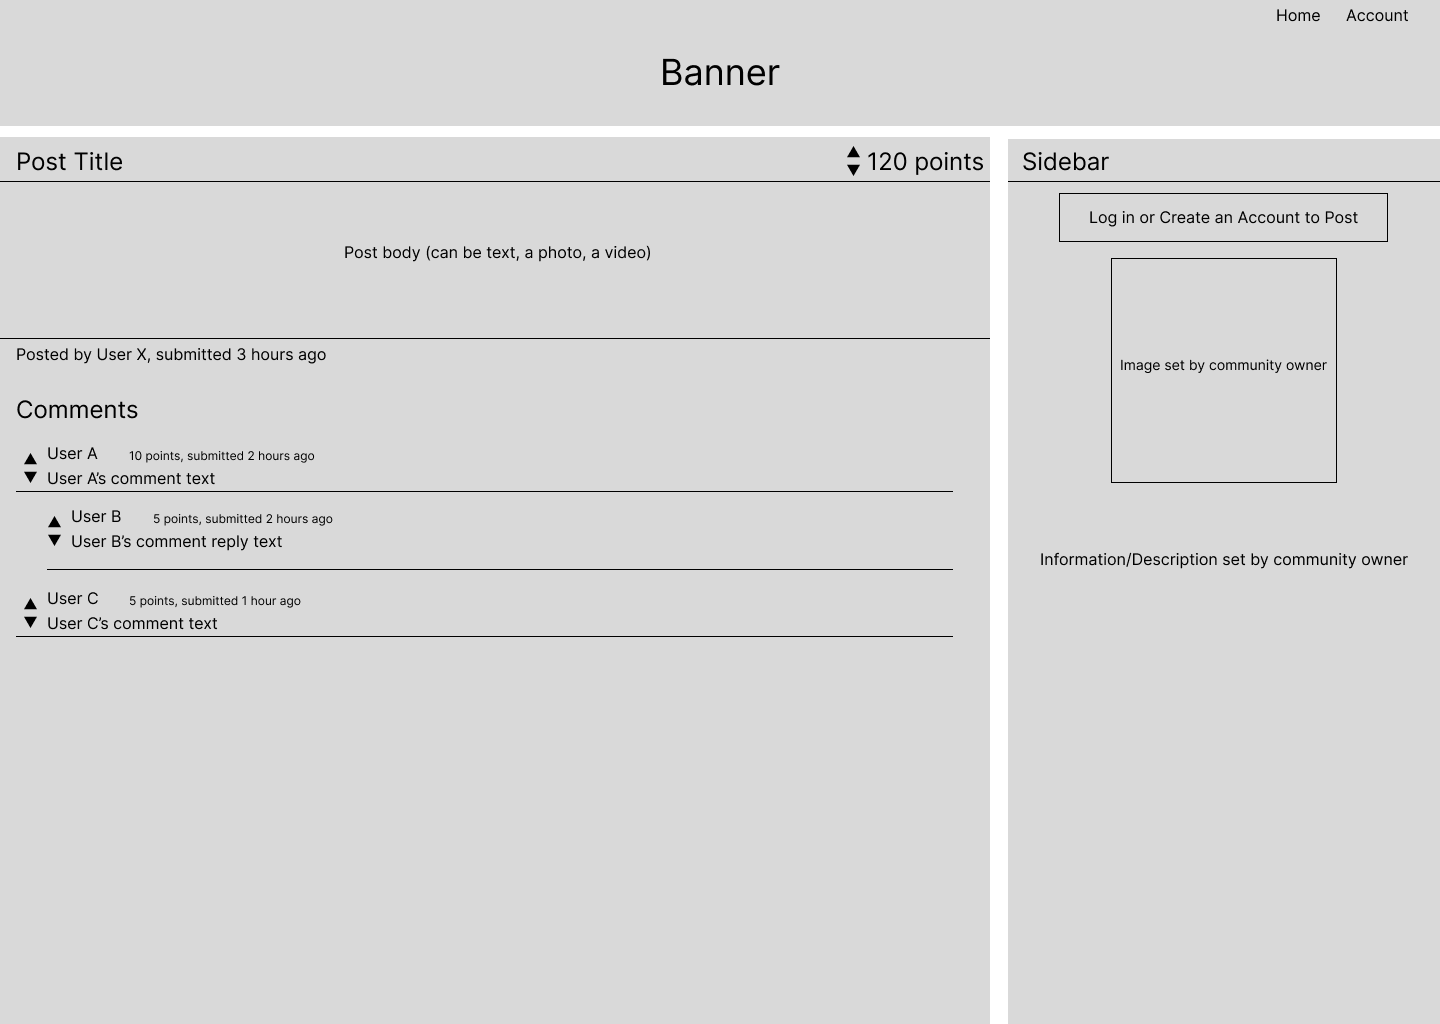 Home Account
Banner
Post Title
120 points
Post body (can be text, a photo, a video)
Posted by User X, submitted 3 hours ago
Comments
User A 10 points, submitted 2 hours ago
User A’s comment text
User B 5 points, submitted 2 hours ago
User B’s comment reply text
User C 5 points, submitted 1 hour ago
User C’s comment text
Sidebar
Log in or Create an Account to Post
Image set by community owner
Information/Description set by community owner